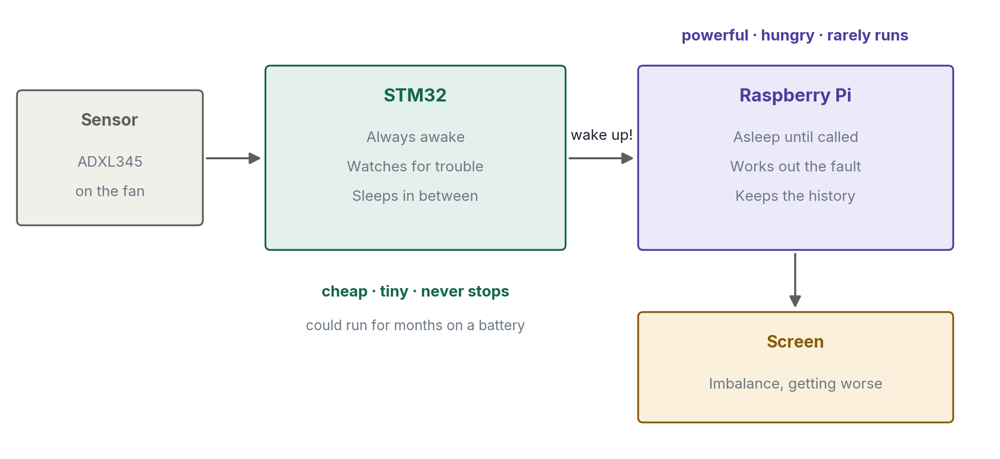 powerful · hungry · rarely runs
Sensor
ADXL345
on the fan
STM32
Always awake
Watches for trouble
Sleeps in between
wake up!
Raspberry Pi
Asleep until called
Works out the fault
Keeps the history
cheap · tiny · never stops
could run for months on a battery
Screen
Imbalance, getting worse